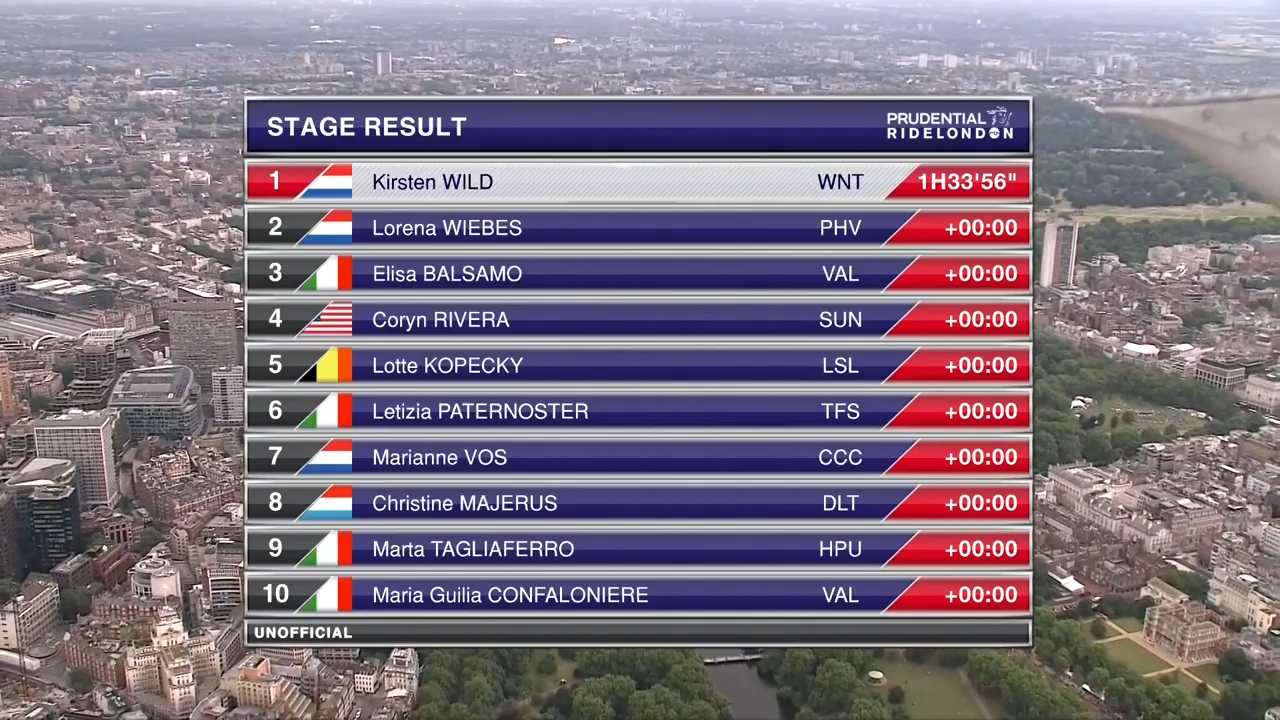 STAGE RESULT
PRUDENTIAL
RIDELONDON
1 Kirsten WILD WNT 1H33'56"
2 Lorena WIEBES PHV +00:00
3 Elisa BALSAMO VAL +00:00
4 Coryn RIVERA SUN +00:00
5 Lotte KOPECKY LSL +00:00
6 Letizia PATERNOSTER TFS +00:00
7 Marianne VOS CCC +00:00
8 Christine MAJERUS DLT +00:00
9 Marta TAGLIAFERRO HPU +00:00
10 Maria Guilia CONFALONIERE VAL +00:00
UNOFFICIAL